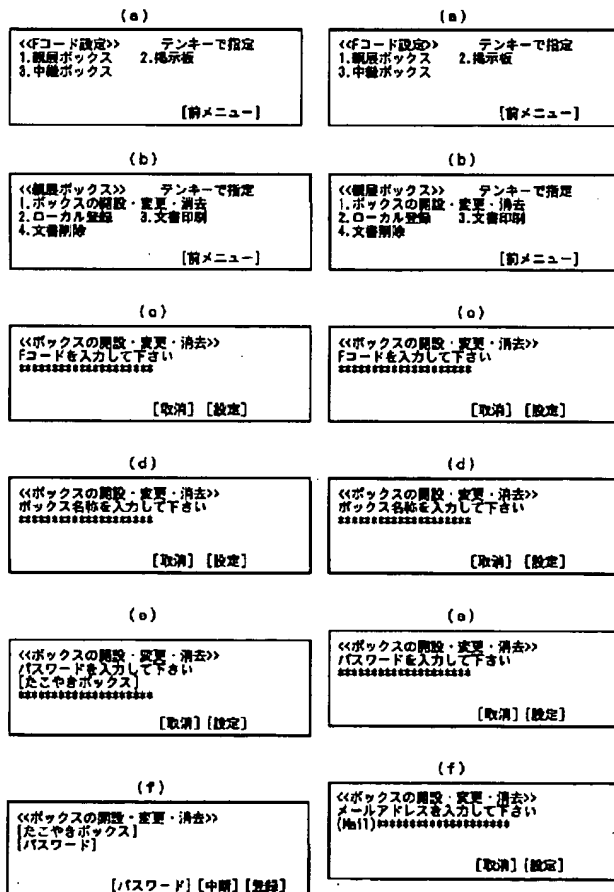 (a)
<<Fコード設定>> テンキーで指定
1.親展ボックス 2.掲示板
3.中継ボックス
[前メニュー]
(b)
<<親展ボックス>> テンキーで指定
1.ボックスの開設・変更・消去
2.ローカル登録 3.文書印刷
4.文書削除
[前メニュー]
(c)
<<ボックスの開設・変更・消去>>
Fコードを入力して下さい
********************
[取消] [設定]
(d)
<<ボックスの開設・変更・消去>>
ボックス名称を入力して下さい
********************
[取消] [設定]
(e)
<<ボックスの開設・変更・消去>>
パスワードを入力して下さい
[たこやきボックス]
********************
[取消] [設定]
(f)
<<ボックスの開設・変更・消去>>
[たこやきボックス]
[パスワード]
[パスワード] [中断] [登録]
(a)
<<Fコード設定>> テンキーで指定
1.親展ボックス 2.掲示板
3.中継ボックス
[前メニュー]
(b)
<<親展ボックス>> テンキーで指定
1.ボックスの開設・変更・消去
2.ローカル登録 3.文書印刷
4.文書削除
[前メニュー]
(c)
<<ボックスの開設・変更・消去>>
Fコードを入力して下さい
********************
[取消] [設定]
(d)
<<ボックスの開設・変更・消去>>
ボックス名称を入力して下さい
********************
[取消] [設定]
(e)
<<ボックスの開設・変更・消去>>
パスワードを入力して下さい
********************
[取消] [設定]
(f)
<<ボックスの開設・変更・消去>>
メールアドレスを入力して下さい
(Mail)********************
[取消] [設定]